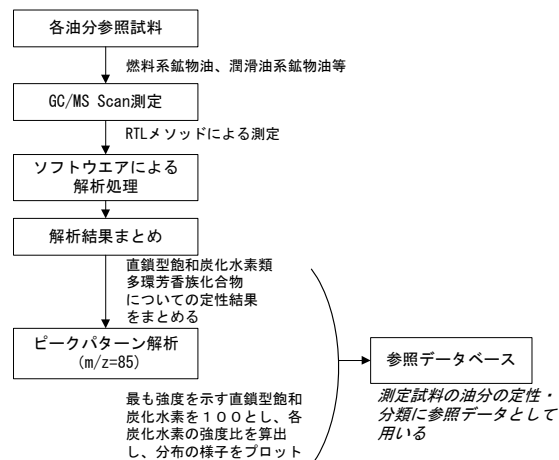 各油分参照試料
燃料系鉱物油、潤滑油系鉱物油等
GC/MS Scan測定
RTLメソッドによる測定
ソフトウエアによる
解析処理
解析結果まとめ
直鎖型飽和炭化水素類
多環芳香族化合物
についての定性結果
をまとめる
ピークパターン解析
(m/z=85)
参照データベース
最も強度を示す直鎖型飽和
炭化水素を１００とし、各
炭化水素の強度比を算出
し、分布の様子をプロット
測定試料の油分の定性・
分類に参照データとして
用いる